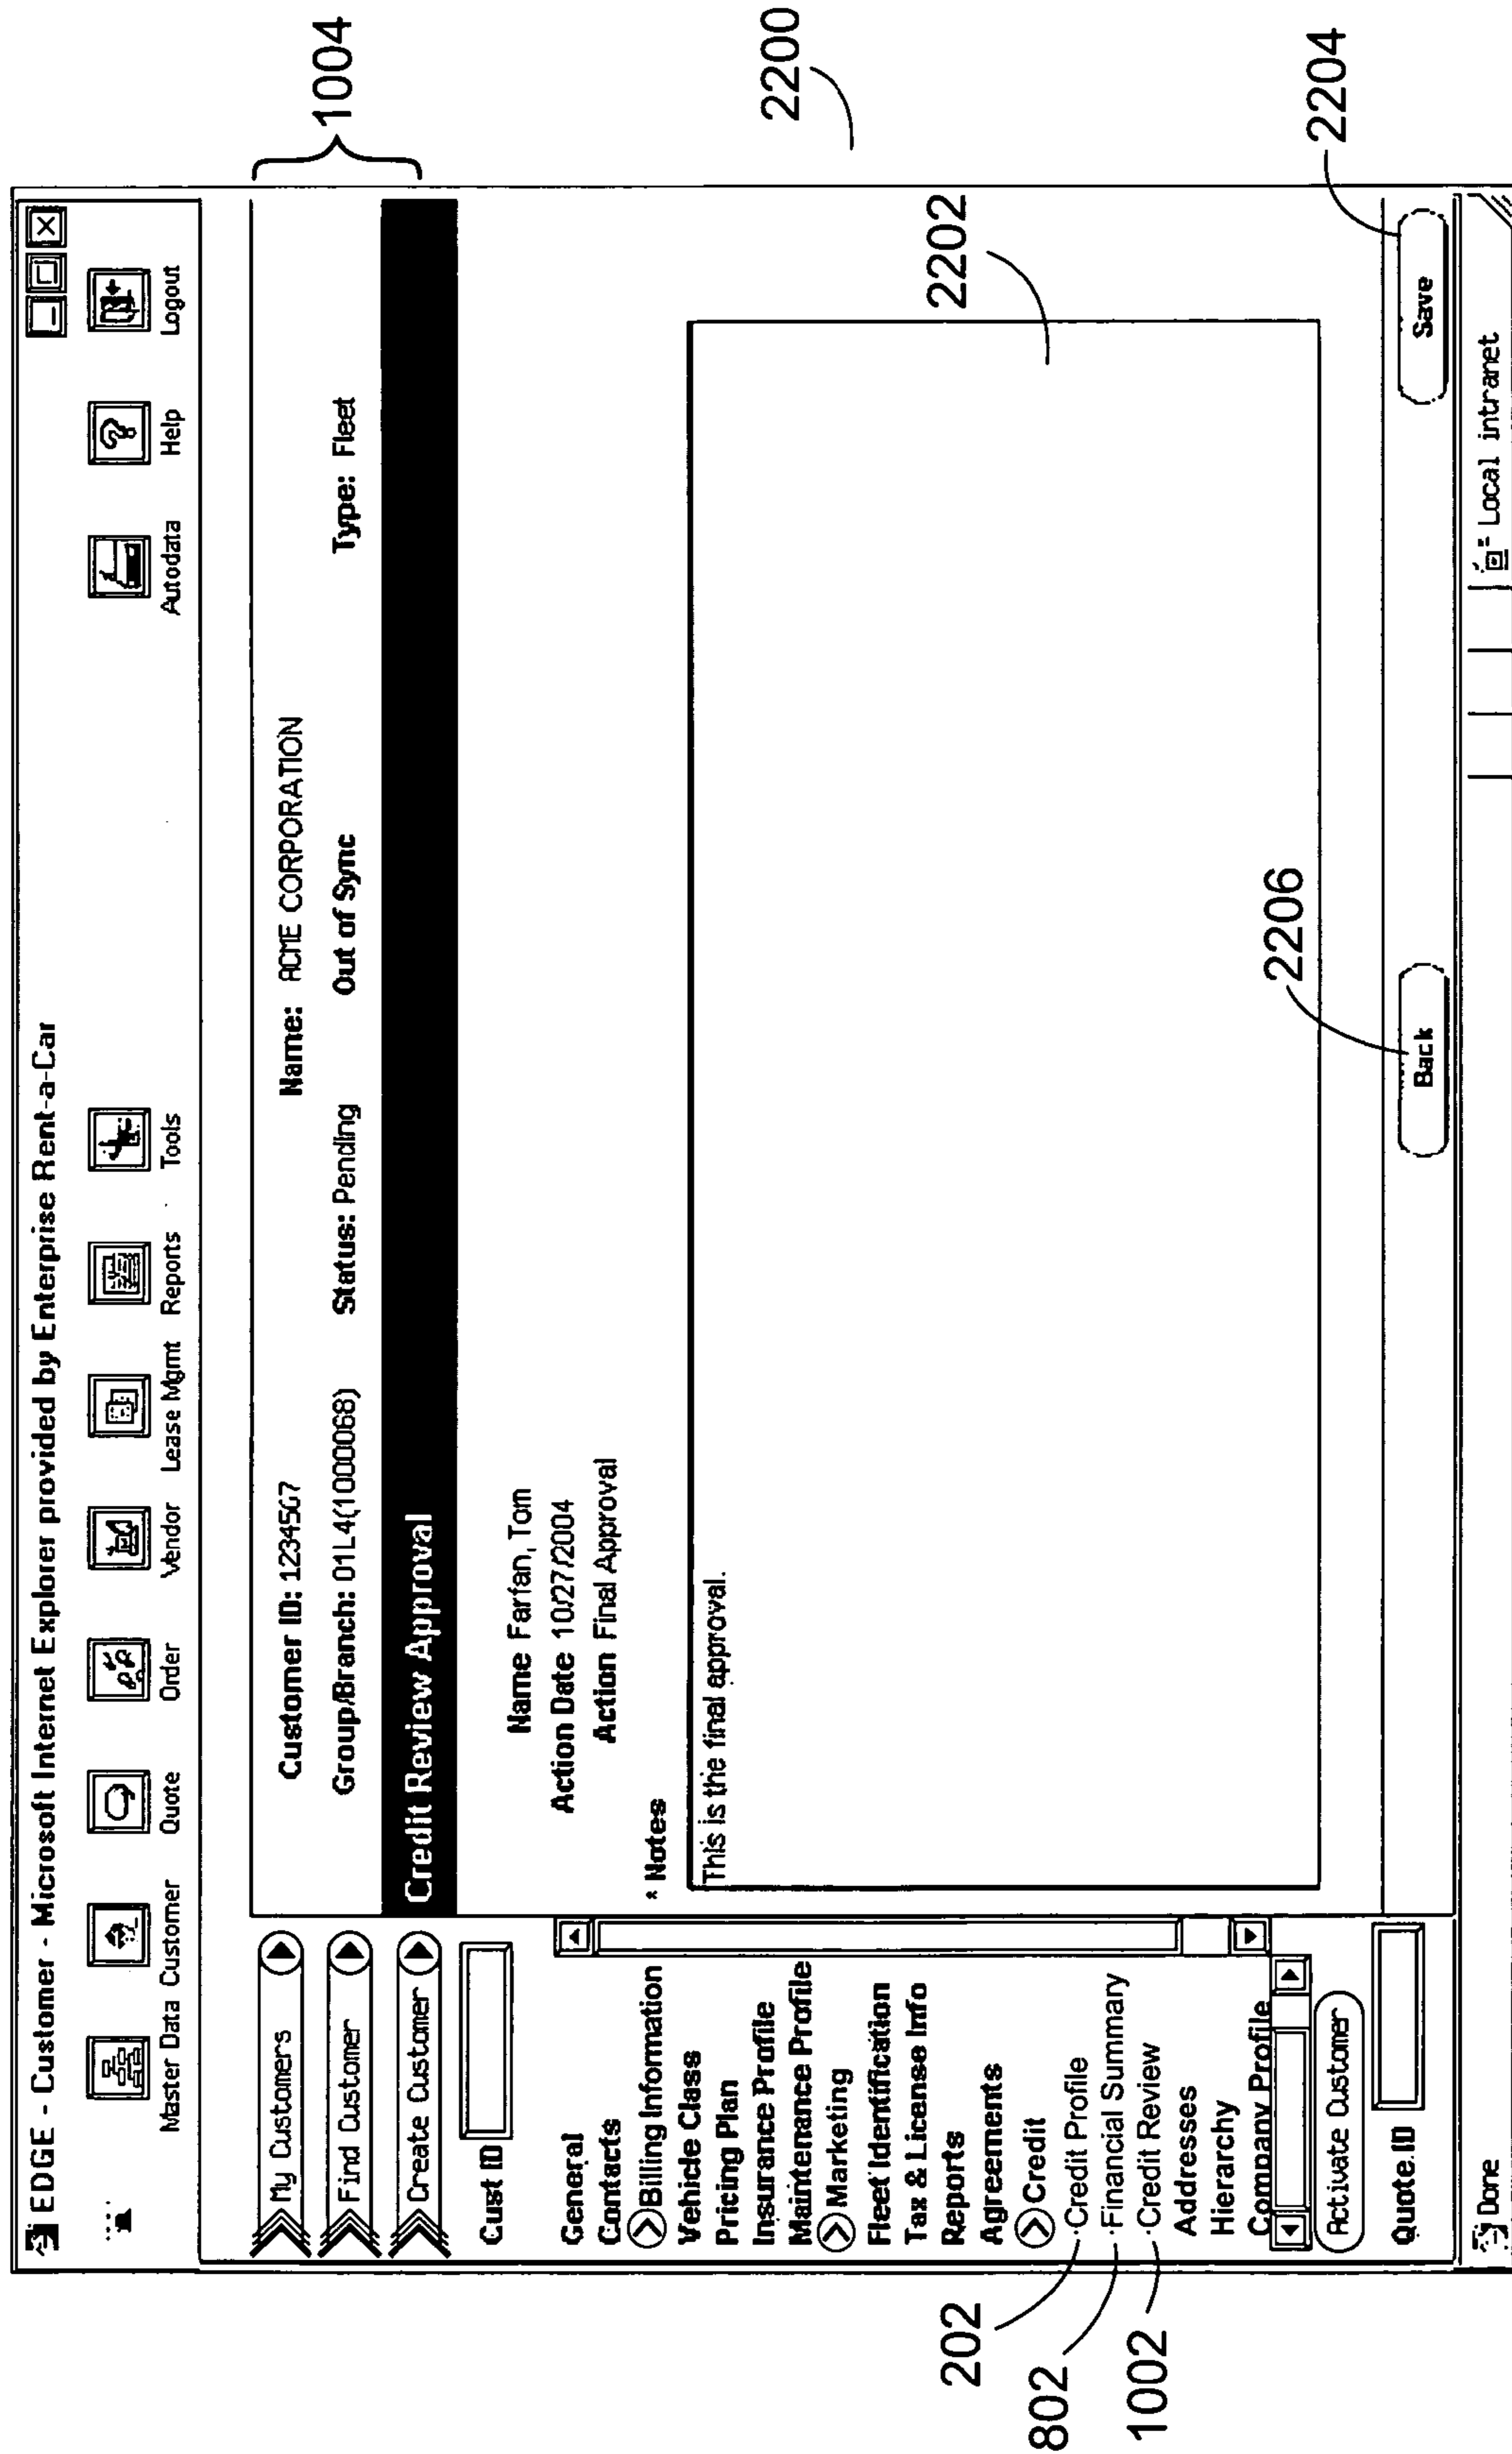 EDGE - Customer - Microsoft Internet Explorer provided by Enterprise Rent-a-Car
Master Data Customer Quote Order Vendor Lease Mgmt Reports Tools Autodata Help Logout
My Customers
Find Customer
Create Customer
Cust ID
General
Contacts
Billing Information
Vehicle Class
Pricing Plan
Insurance Profile
Maintenance Profile
Marketing
Fleet Identification
Tax & License Info
Reports
Agreements
Credit
·Credit Profile
·Financial Summary
·Credit Review
Addresses
Hierarchy
Company Profile
Activate Customer
Quote.ID
Customer ID: 1234567 Name: ACME CORPORATION
Group/Branch: 01L4(1000068) Status: Pending Out of Sync Type: Fleet
Credit Review Approval
Name Farfan, Tom
Action Date 10/27/2004
Action Final Approval
* Notes
This is the final approval.
Back Save
Done Local intranet
202
802
1002
1004
2200
2202
2204
2206